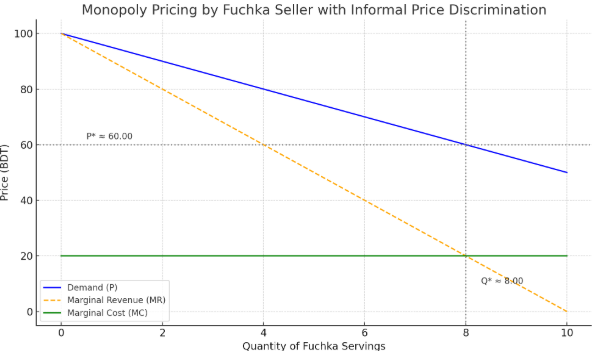 Monopoly Pricing by Fuchka Seller with Informal Price Discrimination
100
80
60
40
20
0
Price (BDT)
P* ≈ 60.00
Q* ≈ 8.00
Demand (P)
Marginal Revenue (MR)
Marginal Cost (MC)
0 2 4 6 8 10
Quantity of Fuchka Servings